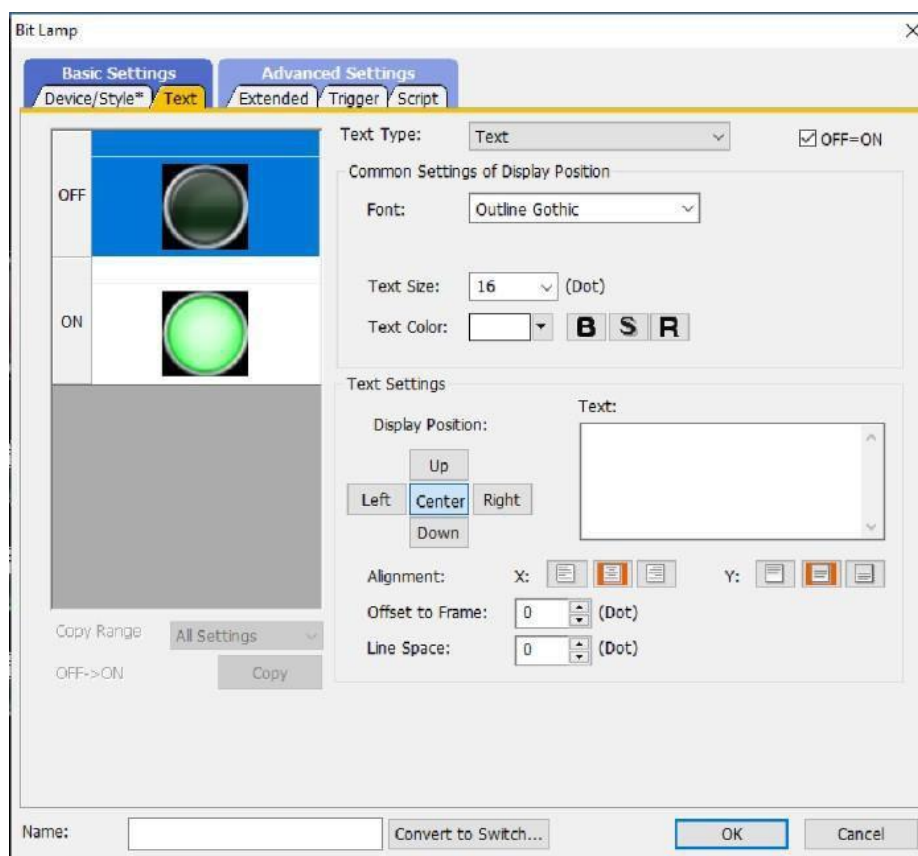 Bit Lamp
Basic Settings
Advanced Settings
Device/Style*
Text
Extended
Trigger
Script
OFF
ON
Text Type:
Text
OFF=ON
Common Settings of Display Position
Font:
Outline Gothic
Text Size:
16
(Dot)
Text Color:
B S R
Text Settings
Display Position:
Text:
Up
Left
Center
Right
Down
Alignment:
X:
Y:
Offset to Frame:
0
(Dot)
Line Space:
0
(Dot)
Copy Range
All Settings
OFF->ON
Copy
Name:
Convert to Switch...
OK
Cancel